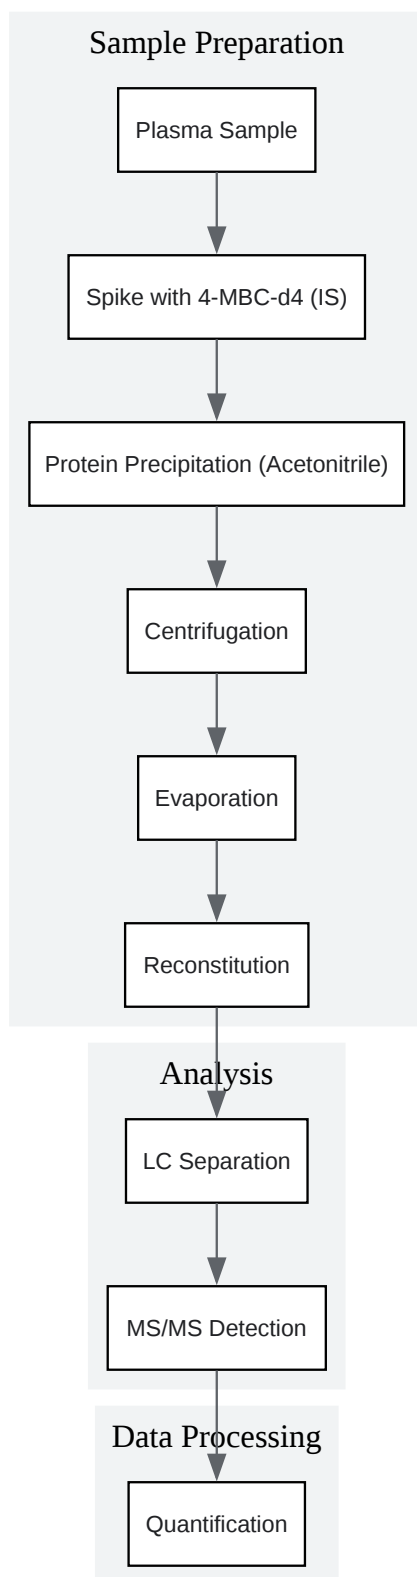 Sample Preparation
Plasma Sample
Spike with 4-MBC-d4 (IS)
Protein Precipitation (Acetonitrile)
Centrifugation
Evaporation
Reconstitution
Analysis
LC Separation
MS/MS Detection
Data Processing
Quantification